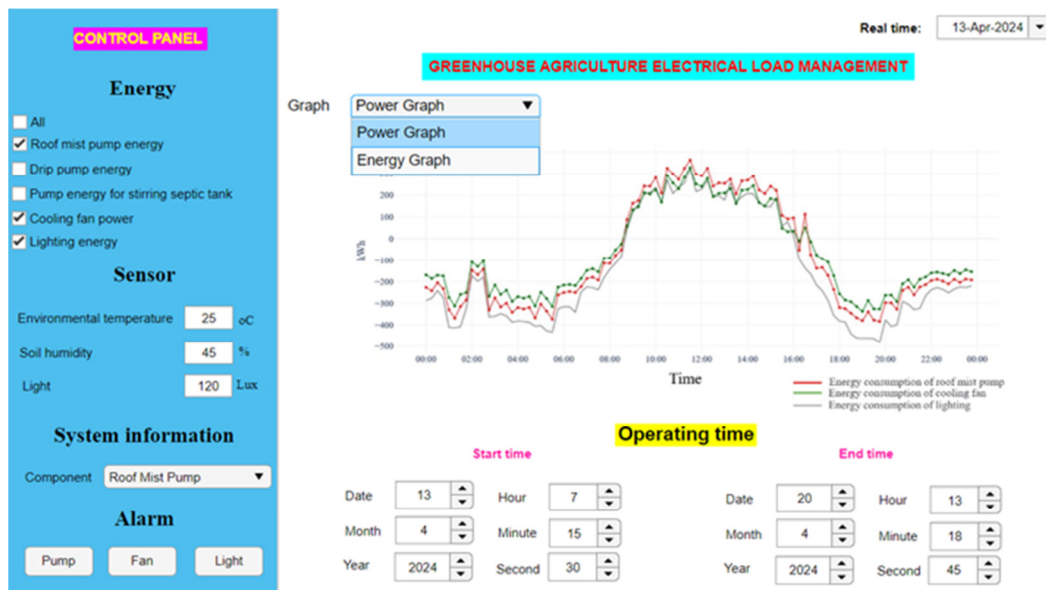 CONTROL PANEL
Energy
All
Roof mist pump energy
Drip pump energy
Pump energy for stirring septic tank
Cooling fan power
Lighting energy
Sensor
Environmental temperature 25 oC
Soil humidity 45 %
Light 120 Lux
System information
Component Roof Mist Pump
Alarm
Pump Fan Light
Real time: 13-Apr-2024
GREENHOUSE AGRICULTURE ELECTRICAL LOAD MANAGEMENT
Graph Power Graph
Power Graph
Energy Graph
200
100
0
−100
−200
−300
−400
−500
kWh
00:00 02:00 04:00 06:00 08:00 10:00 12:00 14:00 16:00 18:00 20:00 22:00 00:00
Time
Energy consumption of roof mist pump
Energy consumption of cooling fan
Energy consumption of lighting
Operating time
Start time
Date 13 Hour 7
Month 4 Minute 15
Year 2024 Second 30
End time
Date 20 Hour 13
Month 4 Minute 18
Year 2024 Second 45